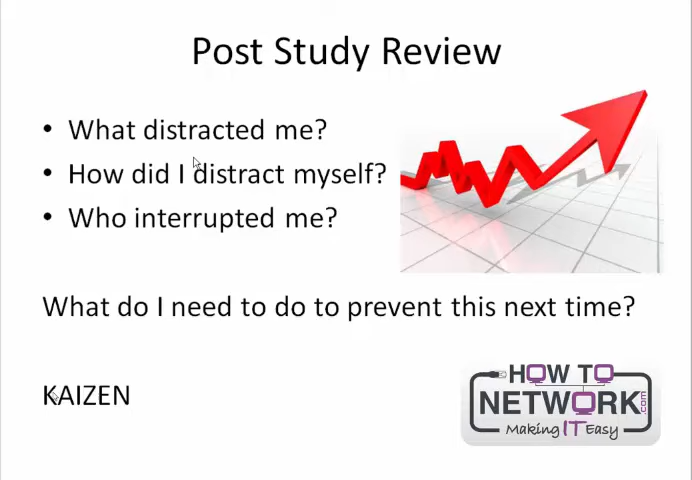 Post Study Review
• What distracted me?
• How did I distract myself?
• Who interrupted me?
What do I need to do to prevent this next time?
KAIZEN
HOW TO
NETWORK.com
Making IT Easy